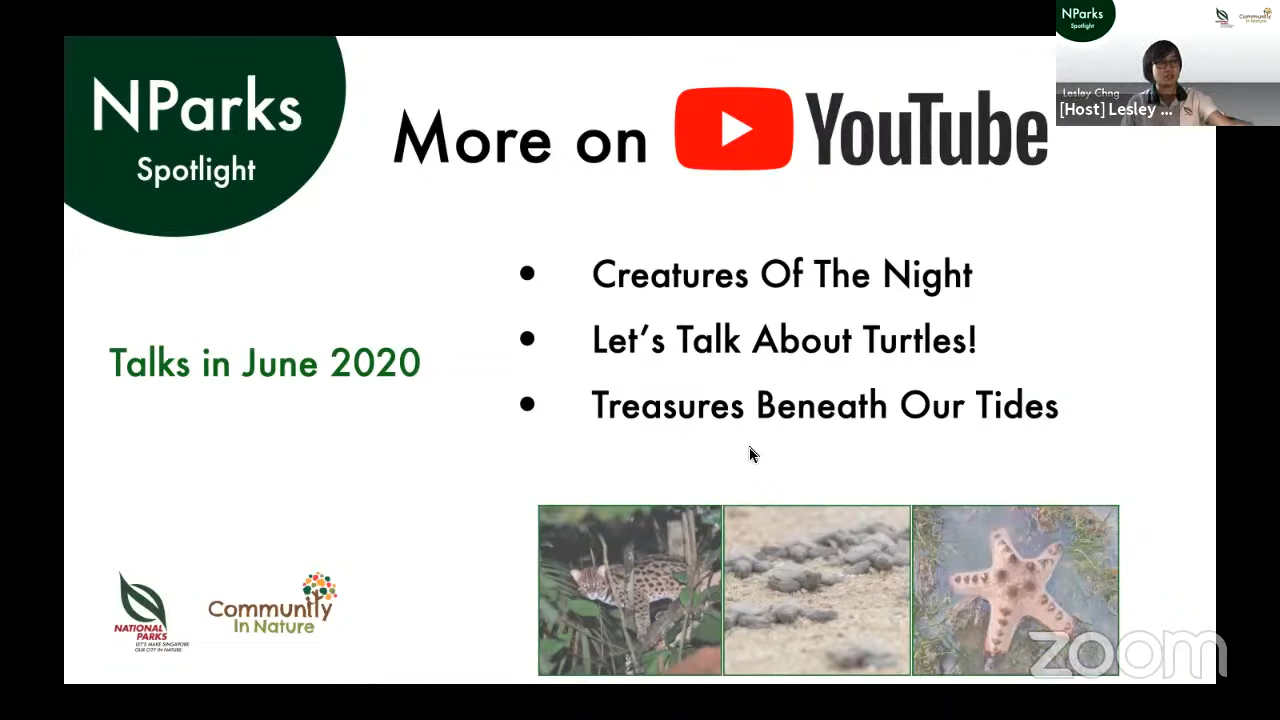 NParks
Spotlight
More on YouTube
Talks in June 2020
• Creatures Of The Night
• Let's Talk About Turtles!
• Treasures Beneath Our Tides
NATIONAL
PARKS
LET'S MAKE SINGAPORE
OUR CITY IN NATURE
Community
In Nature
zoom
NParks
Spotlight
Community
In Nature
Lesley Chng
[Host] Lesley ...